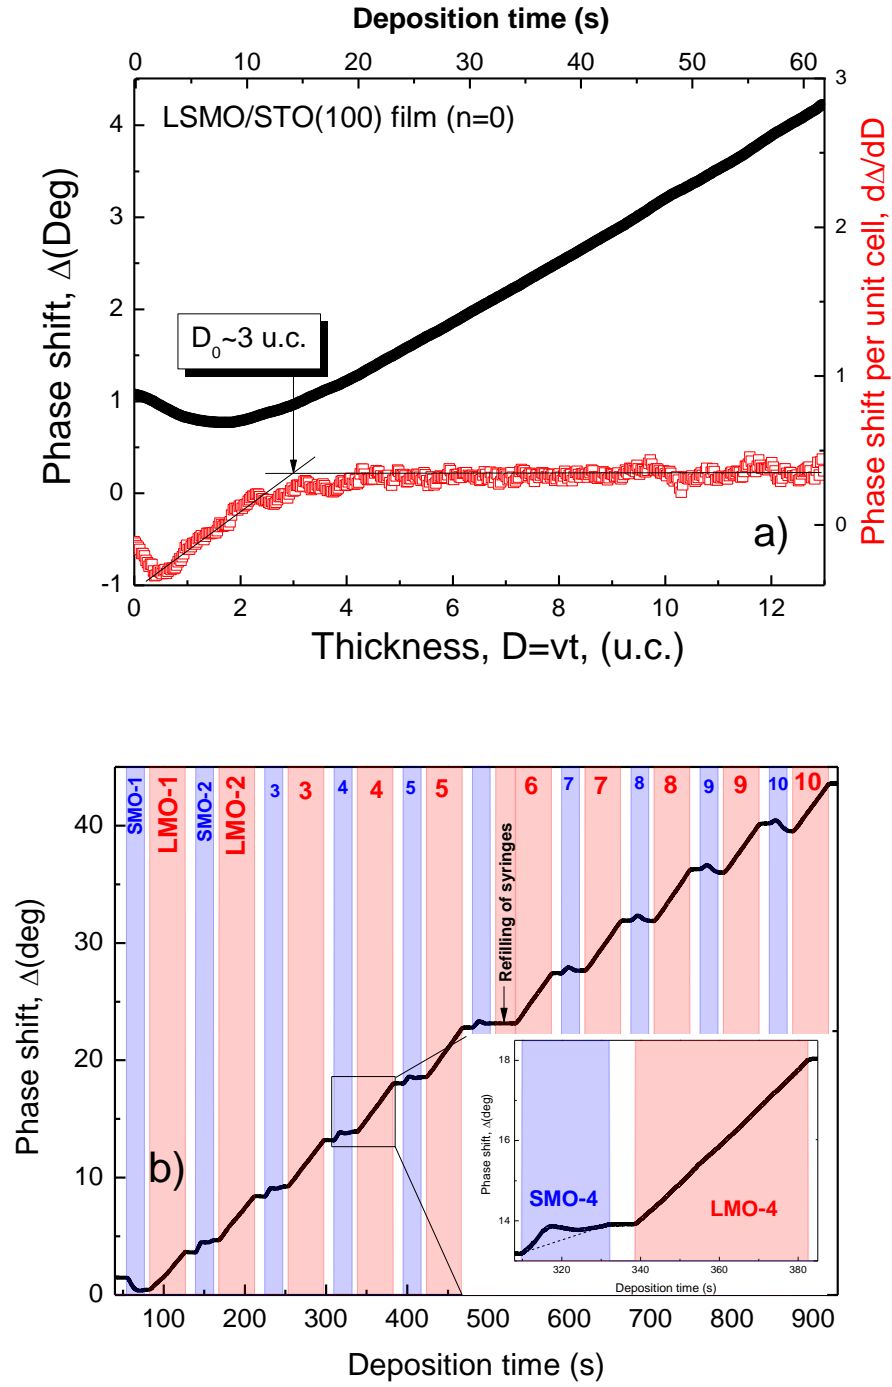 Deposition time (s)
0 10 20 30 40 50 60
LSMO/STO(100) film (n=0)
Phase shift, Δ(Deg)
4
3
2
1
0
-1
3
2
1
0
Phase shift per unit cell, dΔ/dD
D₀~3 u.c.
a)
0 2 4 6 8 10 12
Thickness, D=vt, (u.c.)
SMO-1 LMO-1 SMO-2 LMO-2 3 3 4 4 5 5 6 7 7 8 8 9 9 10 10
Refilling of syringes
Phase shift, Δ(deg)
40
30
20
10
0
b)
Phase shift, Δ(deg)
18
16
14
SMO-4
LMO-4
320 340 360 380
Deposition time (s)
100 200 300 400 500 600 700 800 900
Deposition time (s)